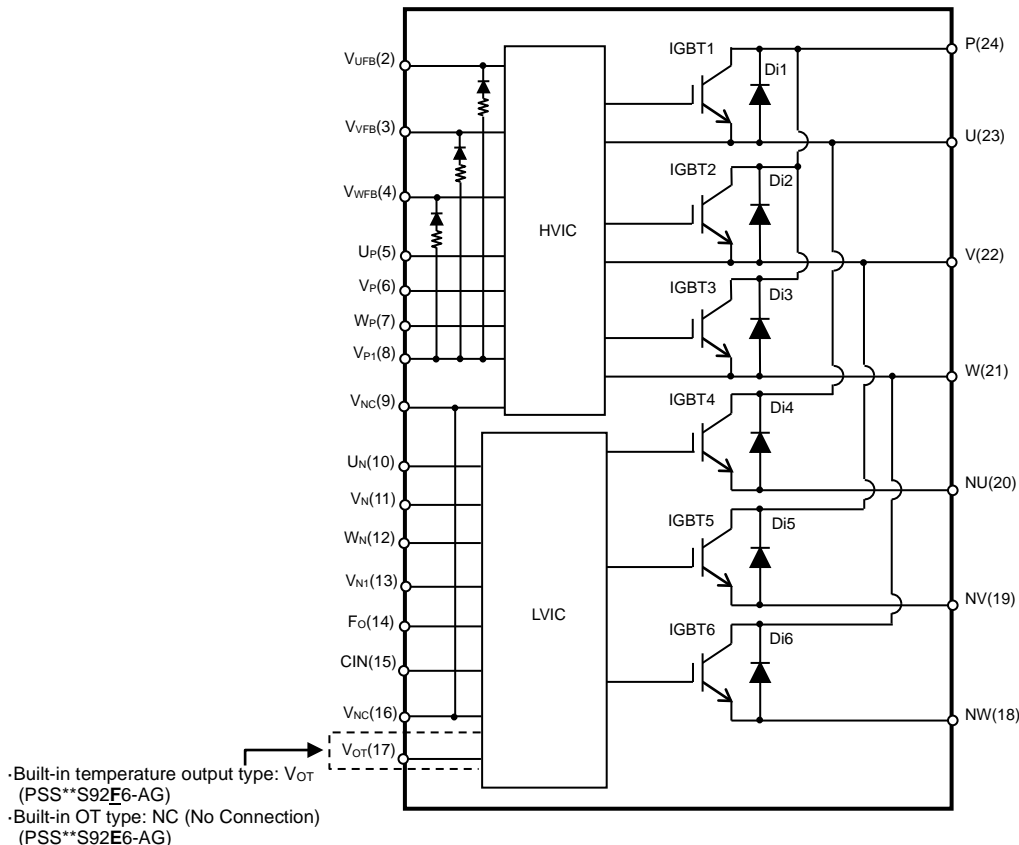 VUFB(2)
VVFB(3)
VWFB(4)
UP(5)
VP(6)
WP(7)
VP1(8)
VNC(9)
UN(10)
VN(11)
WN(12)
VN1(13)
FO(14)
CIN(15)
VNC(16)
VOT(17)
HVIC
LVIC
IGBT1
Di1
IGBT2
Di2
IGBT3
Di3
IGBT4
Di4
IGBT5
Di5
IGBT6
Di6
P(24)
U(23)
V(22)
W(21)
NU(20)
NV(19)
NW(18)
·Built-in temperature output type: VOT
(PSS**S92F6-AG)
·Built-in OT type: NC (No Connection)
(PSS**S92E6-AG)